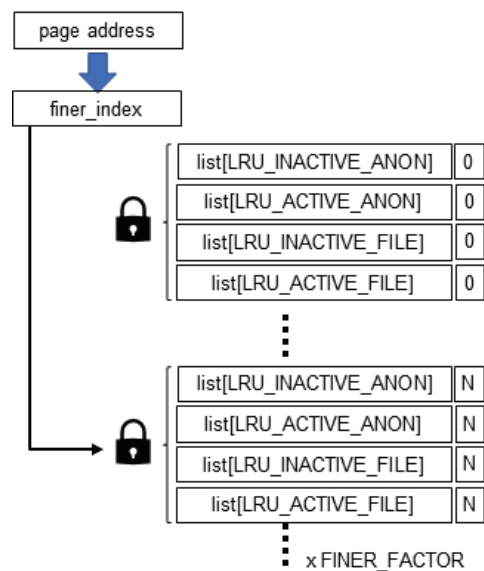 page address
finer_index
list[LRU_INACTIVE_ANON] 0
list[LRU_ACTIVE_ANON] 0
list[LRU_INACTIVE_FILE] 0
list[LRU_ACTIVE_FILE] 0
list[LRU_INACTIVE_ANON] N
list[LRU_ACTIVE_ANON] N
list[LRU_INACTIVE_FILE] N
list[LRU_ACTIVE_FILE] N
x FINER_FACTOR